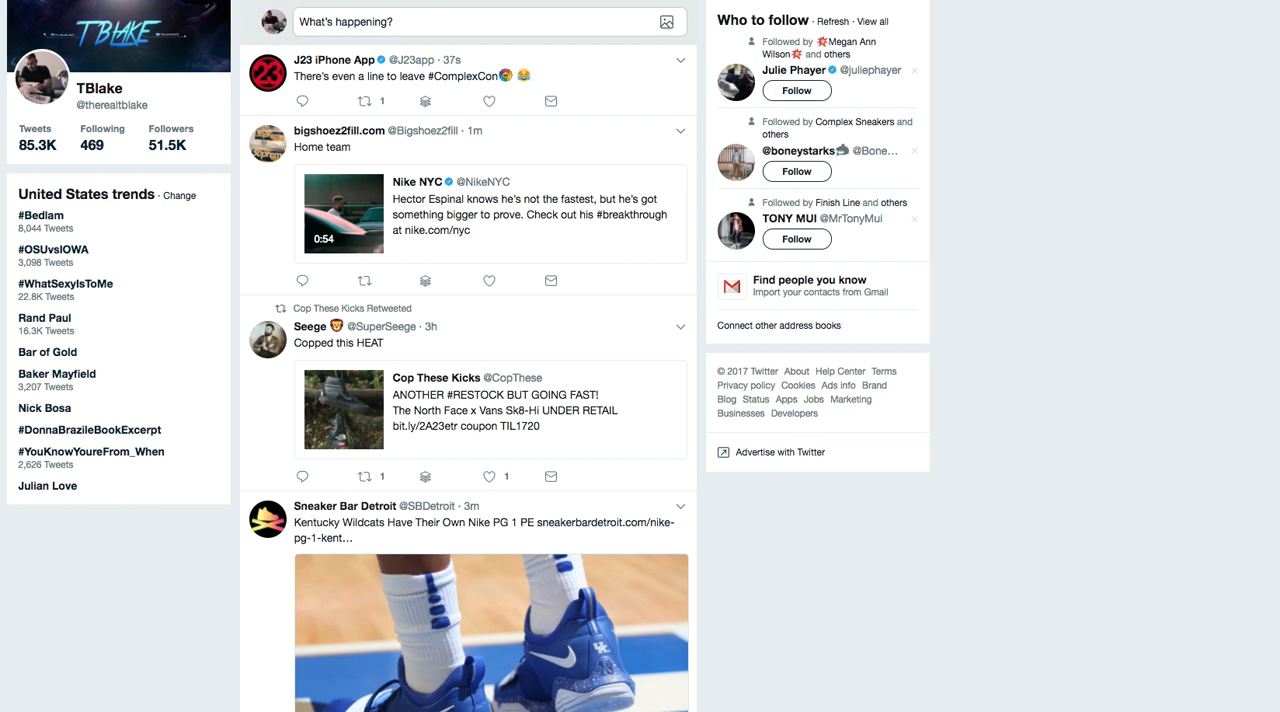 TBLAKE
TBlake
@therealtblake
Tweets Following Followers
85.3K 469 51.5K
United States trends · Change
#Bedlam
8,044 Tweets
#OSUvsIOWA
3,098 Tweets
#WhatSexyIsToMe
22.8K Tweets
Rand Paul
16.3K Tweets
Bar of Gold
Baker Mayfield
3,207 Tweets
Nick Bosa
#DonnaBrazileBookExcerpt
#YouKnowYoureFrom_When
2,626 Tweets
Julian Love
What's happening?
23
J23 iPhone App @J23app · 37s
There's even a line to leave #ComplexCon
1
bigshoez2fill.com @Bigshoez2fill · 1m
Home team
Nike NYC @NikeNYC
Hector Espinal knows he's not the fastest, but he's got
something bigger to prove. Check out his #breakthrough
at nike.com/nyc
0:54
Cop These Kicks Retweeted
Seege @SuperSeege · 3h
Copped this HEAT
Cop These Kicks @CopThese
ANOTHER #RESTOCK BUT GOING FAST!
The North Face x Vans Sk8-Hi UNDER RETAIL
bit.ly/2A23etr coupon TIL1720
1 1
Sneaker Bar Detroit @SBDetroit · 3m
Kentucky Wildcats Have Their Own Nike PG 1 PE sneakerbardetroit.com/nike-
pg-1-kent…
Who to follow · Refresh · View all
Followed by Megan Ann
Wilson and others
Julie Phayer @juliephayer
Follow
Followed by Complex Sneakers and
others
@boneystarks @Bone...
Follow
Followed by Finish Line and others
TONY MUI @MrTonyMui
Follow
Find people you know
Import your contacts from Gmail
Connect other address books
© 2017 Twitter About Help Center Terms
Privacy policy Cookies Ads info Brand
Blog Status Apps Jobs Marketing
Businesses Developers
Advertise with Twitter